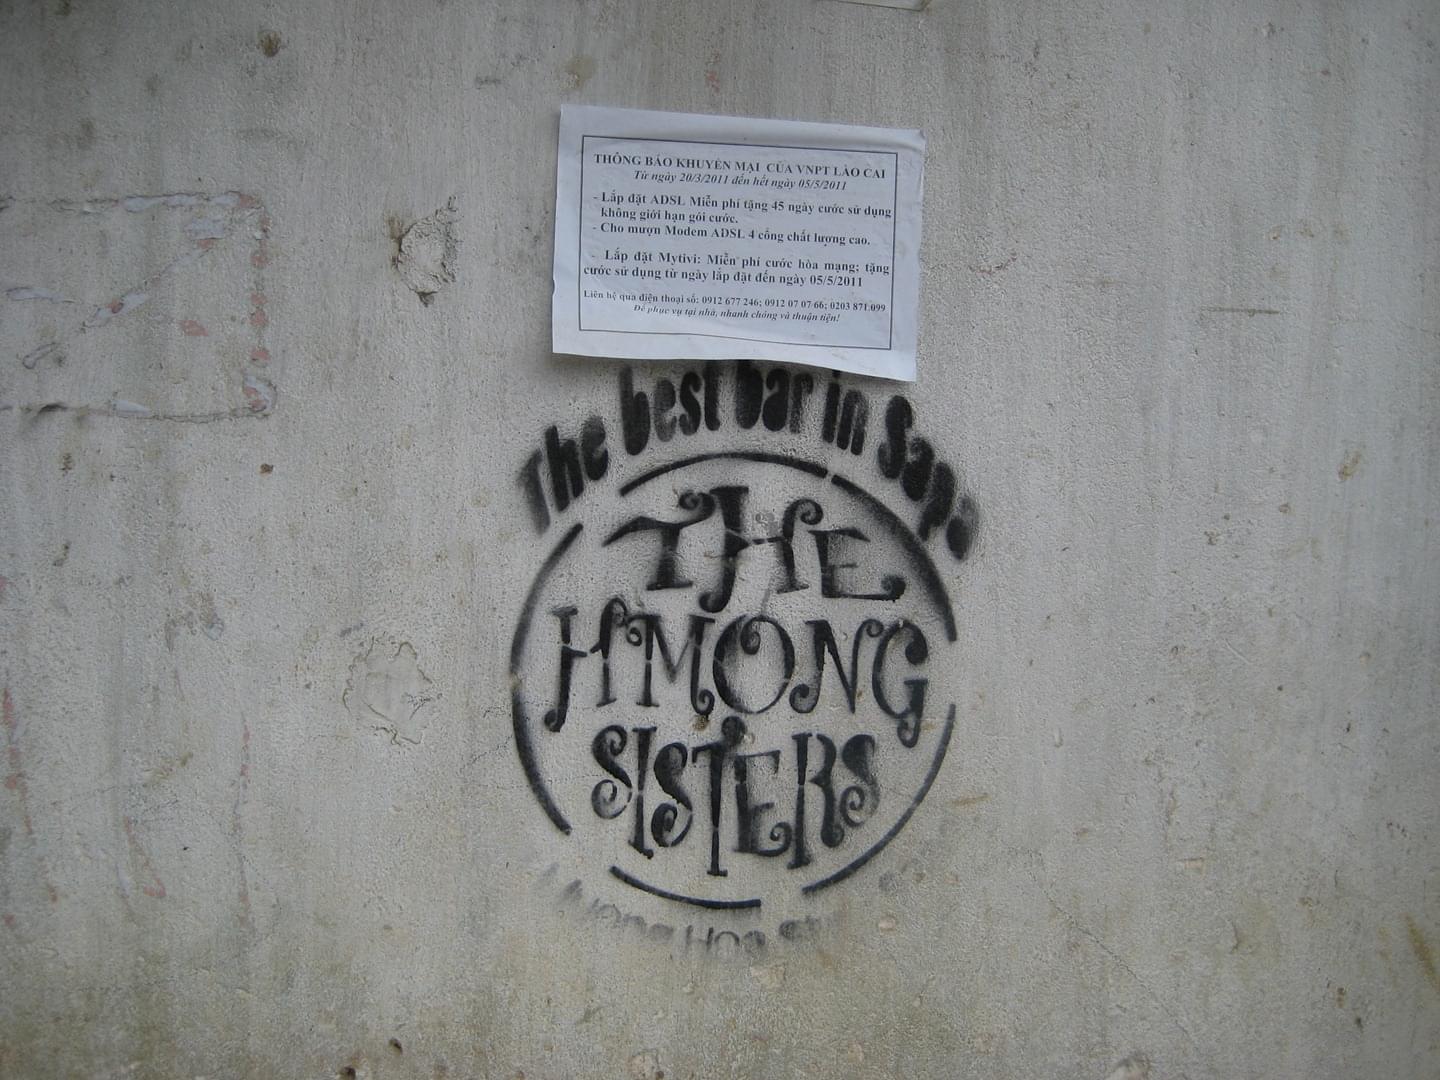 THÔNG BÁO KHUYẾN MẠI CỦA VNPT LÀO CAI
Từ ngày 20/3/2011 đến hết ngày 05/5/2011
- Lắp đặt ADSL Miễn phí tặng 45 ngày cước sử dụng
không giới hạn gói cước.
- Cho mượn Modem ADSL 4 cổng chất lượng cao.
- Lắp đặt Mytivi: Miễn phí cước hòa mạng; tặng
cước sử dụng từ ngày lắp đặt đến ngày 05/5/2011
Liên hệ qua điện thoại số: 0912 677 246; 0912 07 07 66; 0203 871.099
Để phục vụ tại nhà, nhanh chóng và thuận tiện!
The best bar in Sapa
THE
HMONG
SISTERS